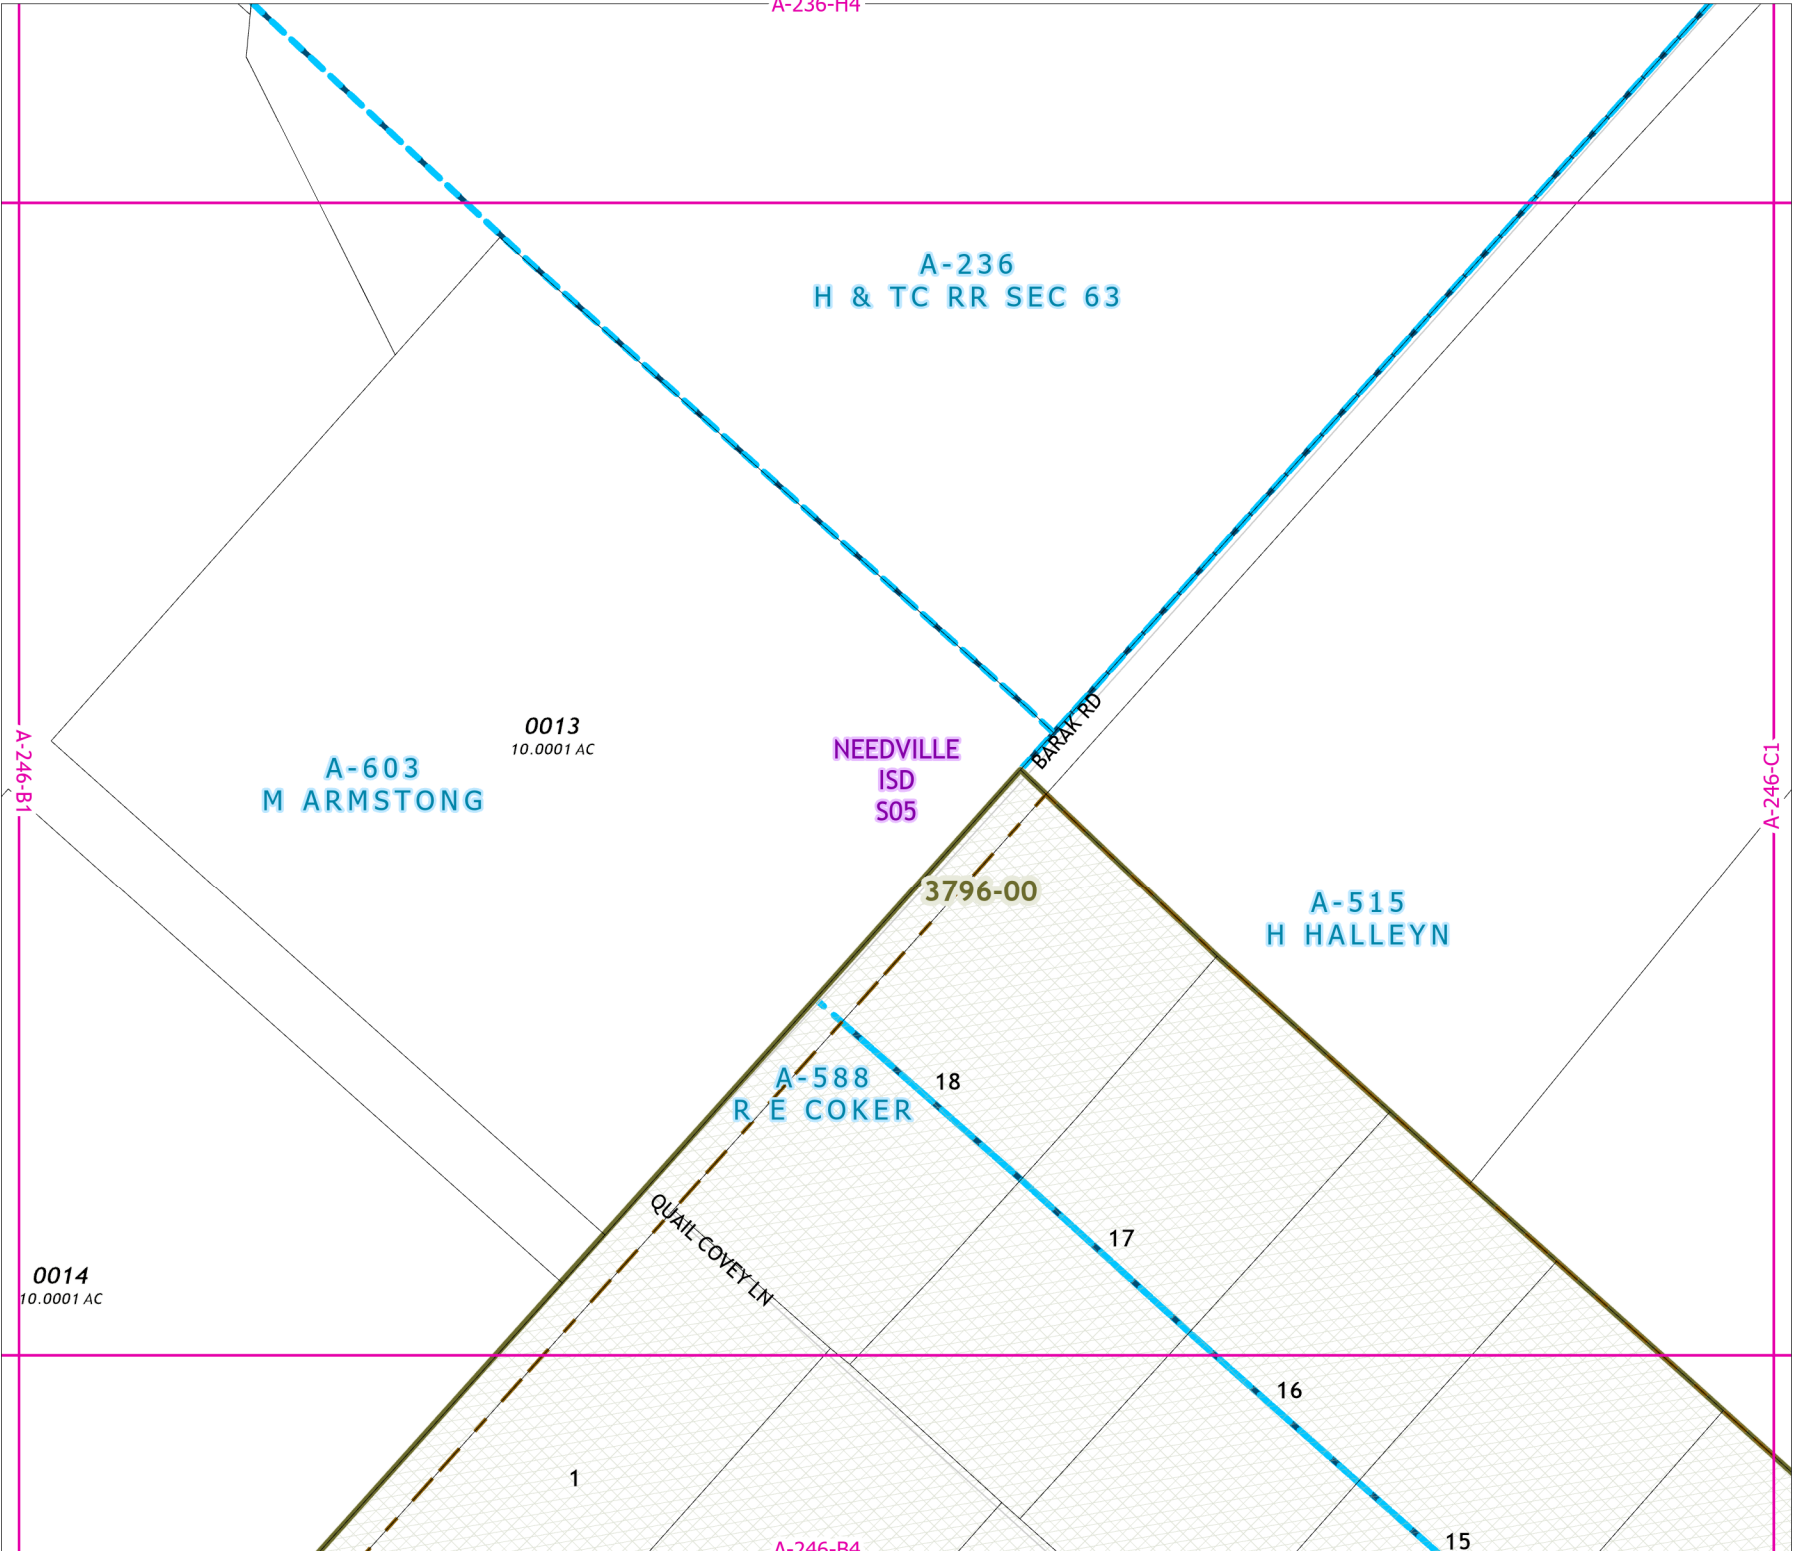 A-236-H4
A-236
H & TC RR SEC 63
BARAK RD
0013
10.0001 AC
A-603
M ARMSTONG
NEEDVILLE
ISD
S05
A-246-B1
A-246-C1
3796-00
A-515
H HALLEYN
A-588
R E COKER
18
QUAIL COVEY LN
17
0014
10.0001 AC
16
1
15
A-246-B4